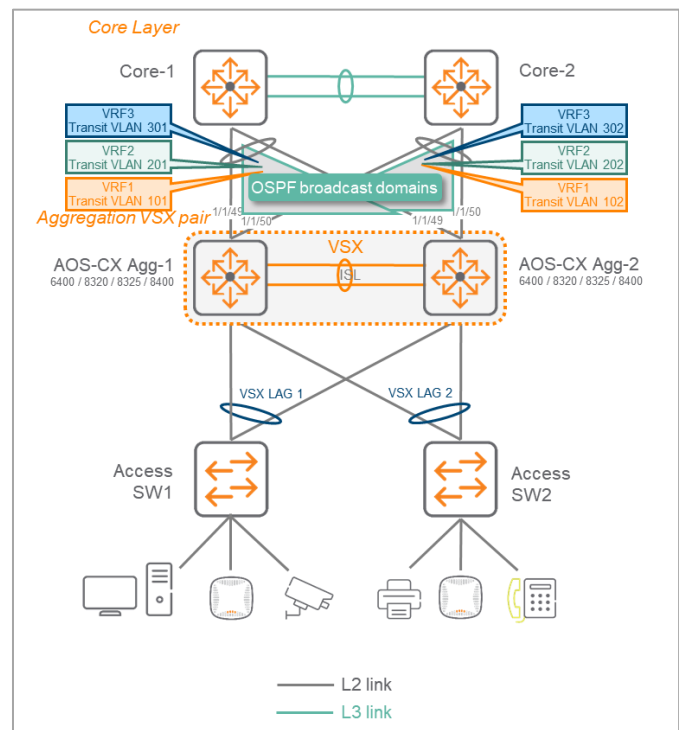 Core Layer
Core-1
Core-2
VRF3
Transit VLAN 301
VRF2
Transit VLAN 201
VRF1
Transit VLAN 101
VRF3
Transit VLAN 302
VRF2
Transit VLAN 202
VRF1
Transit VLAN 102
OSPF broadcast domains
1/1/49
1/1/50
1/1/49
1/1/50
Aggregation VSX pair
VSX
AOS-CX Agg-1
6400 / 8320 / 8325 / 8400
ISL
AOS-CX Agg-2
6400 / 8320 / 8325 / 8400
VSX LAG 1
VSX LAG 2
Access
SW1
Access
SW2
L2 link
L3 link